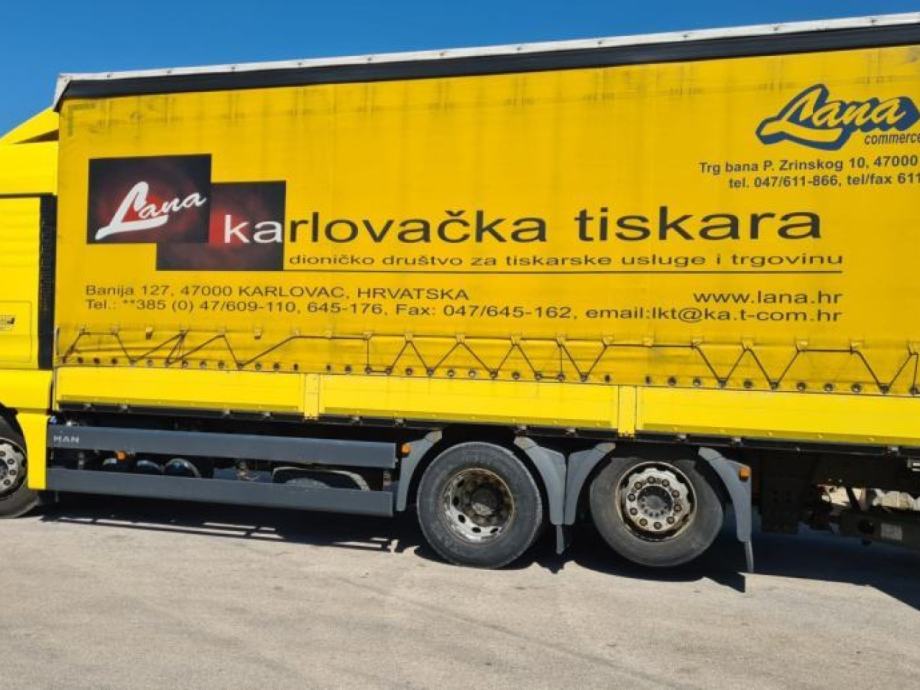 Lana
commerce
Trg bana P. Zrinskog 10, 47000
tel. 047/611-866, tel/fax 611
Lana
karlovačka tiskara
dioničko društvo za tiskarske usluge i trgovinu
Banija 127, 47000 KARLOVAC, HRVATSKA
www.lana.hr
Tel.: **385 (0) 47/609-110, 645-176, Fax: 047/645-162, email:lkt@ka.t-com.hr
MAN